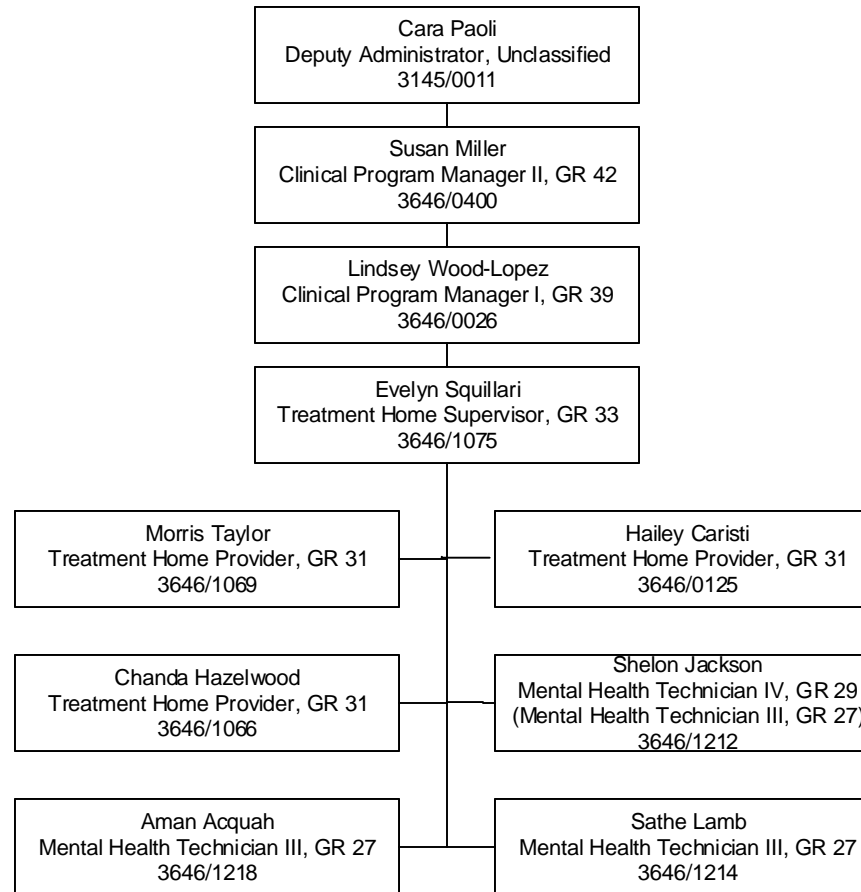 Cara Paoli
Deputy Administrator, Unclassified
3145/0011
Susan Miller
Clinical Program Manager II, GR 42
3646/0400
Lindsey Wood-Lopez
Clinical Program Manager I, GR 39
3646/0026
Evelyn Squillari
Treatment Home Supervisor, GR 33
3646/1075
Morris Taylor
Treatment Home Provider, GR 31
3646/1069
Hailey Caristi
Treatment Home Provider, GR 31
3646/0125
Chanda Hazelwood
Treatment Home Provider, GR 31
3646/1066
Shelon Jackson
Mental Health Technician IV, GR 29
(Mental Health Technician III, GR 27)
3646/1212
Aman Acquah
Mental Health Technician III, GR 27
3646/1218
Sathe Lamb
Mental Health Technician III, GR 27
3646/1214